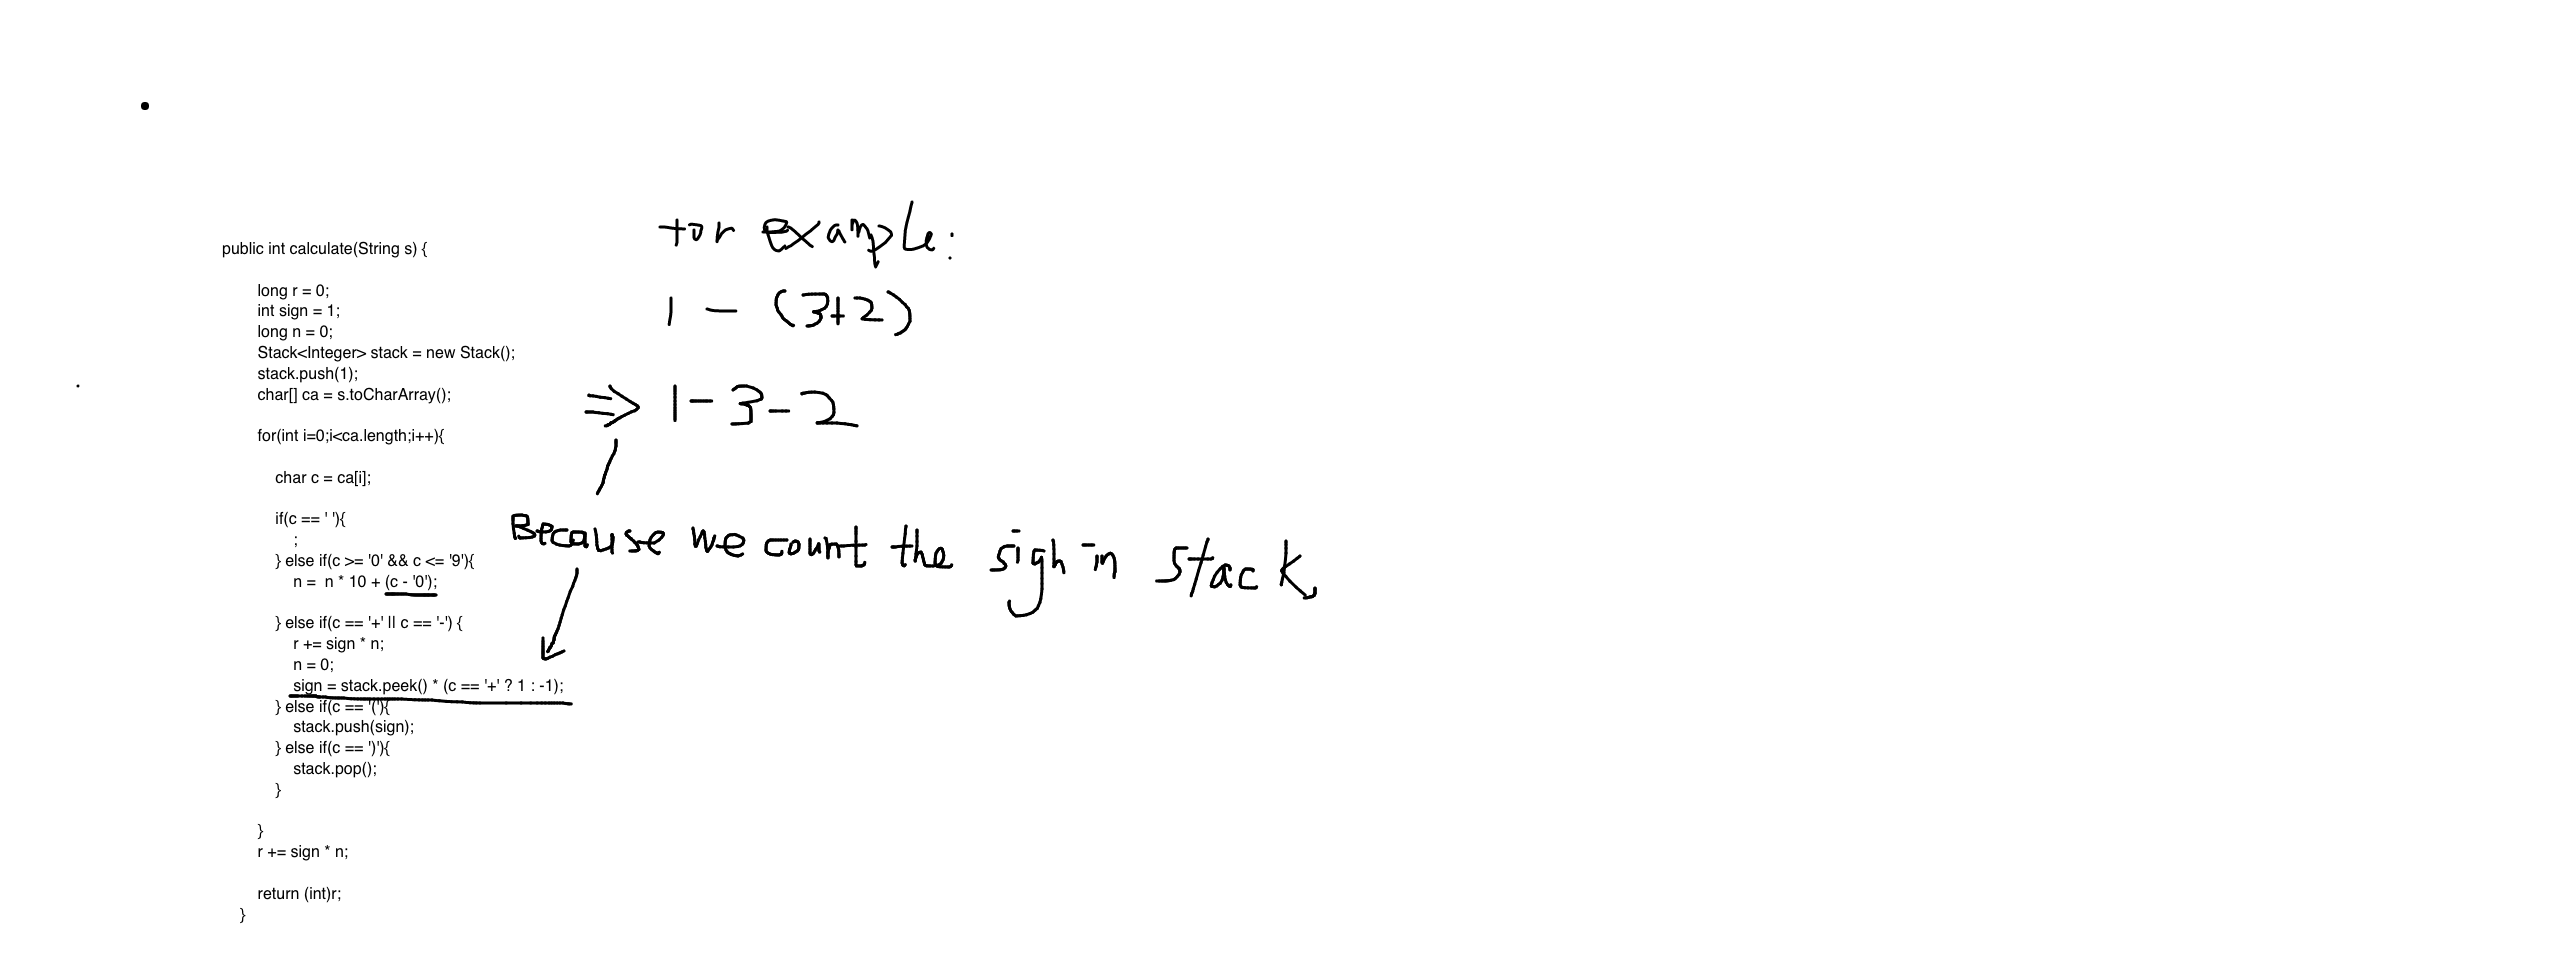 public int calculate(String s) {
long r = 0;
int sign = 1;
long n = 0;
Stack<Integer> stack = new Stack();
stack.push(1);
char[] ca = s.toCharArray();
for(int i=0;i<ca.length;i++){
char c = ca[i];
if(c == ' '){
;
} else if(c >= '0' && c <= '9'){
n =  n * 10 + (c - '0');
} else if(c == '+' || c == '-') {
r += sign * n;
n = 0;
sign = stack.peek() * (c == '+' ? 1 : -1);
} else if(c == '('){
stack.push(sign);
} else if(c == ')'){
stack.pop();
}
}
r += sign * n;
return (int)r;
}
for example:
1 - (3+2)
⇒ 1-3-2
Because we count the sigh in stack.